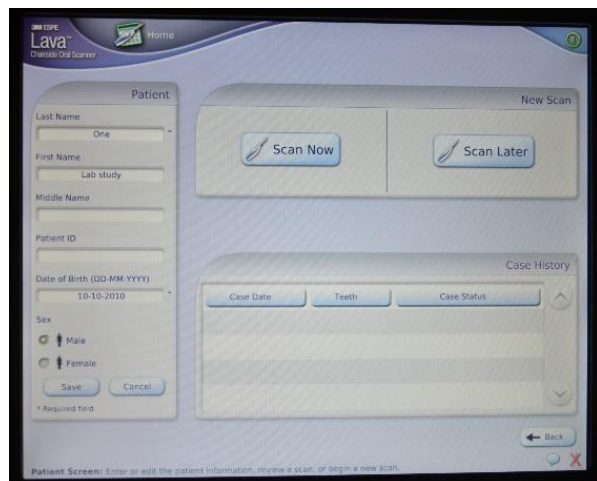 3M ESPE
Lava™
Chairside Oral Scanner
Home
Patient
Last Name
One *
First Name
Lab study
Middle Name
Patient ID
Date of Birth (DD-MM-YYYY)
10-10-2010 *
Sex
Male
Female
Save Cancel
* Required field
New Scan
Scan Now Scan Later
Case History
Case Date Teeth Case Status
Back
Patient Screen: Enter or edit the patient information, review a scan, or begin a new scan.